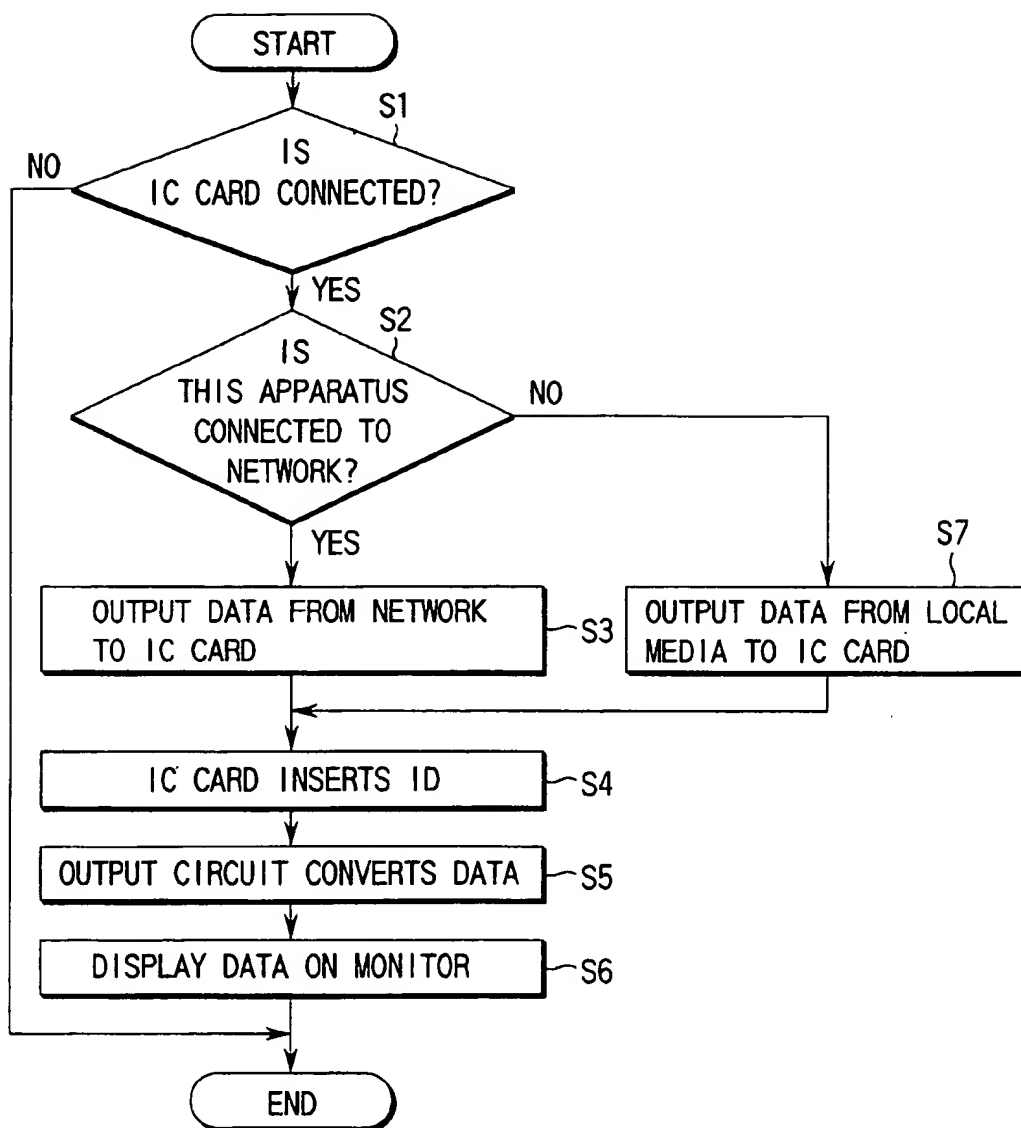 START
S1
IS
IC CARD CONNECTED?
NO
YES
S2
IS
THIS APPARATUS
CONNECTED TO
NETWORK?
NO
YES
S7
OUTPUT DATA FROM NETWORK
TO IC CARD
S3
OUTPUT DATA FROM LOCAL
MEDIA TO IC CARD
IC CARD INSERTS ID
S4
OUTPUT CIRCUIT CONVERTS DATA
S5
DISPLAY DATA ON MONITOR
S6
END